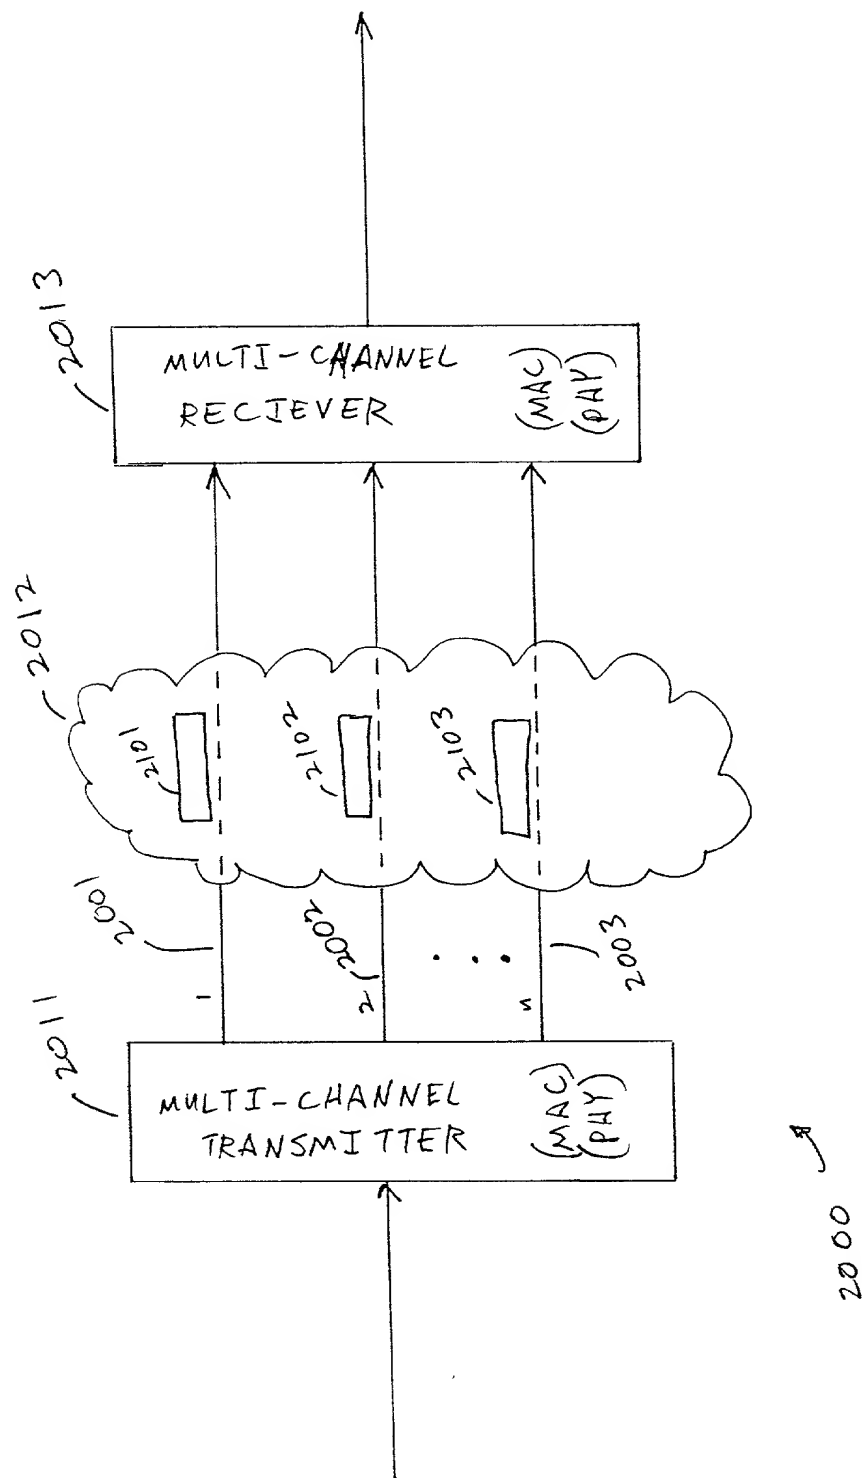 2013
MULTI-CHANNEL
RECIEVER
(MAC)
(PHY)
2012
2101
2102
2103
2001
2002
2003
1
2
n
2011
MULTI-CHANNEL
TRANSMITTER
(MAC)
(PHY)
2000